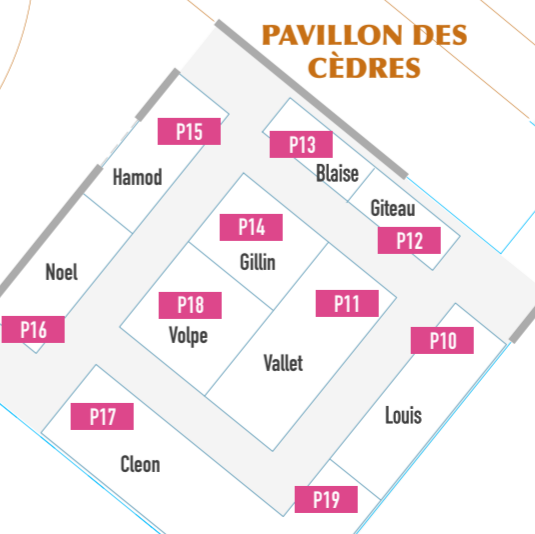 PAVILLON DES
CÈDRES
P15
P13
Hamod
Blaise
Giteau
P14
P12
Gillin
Noel
P18
P11
P16
Volpe
P10
Vallet
P17
Louis
Cleon
P19